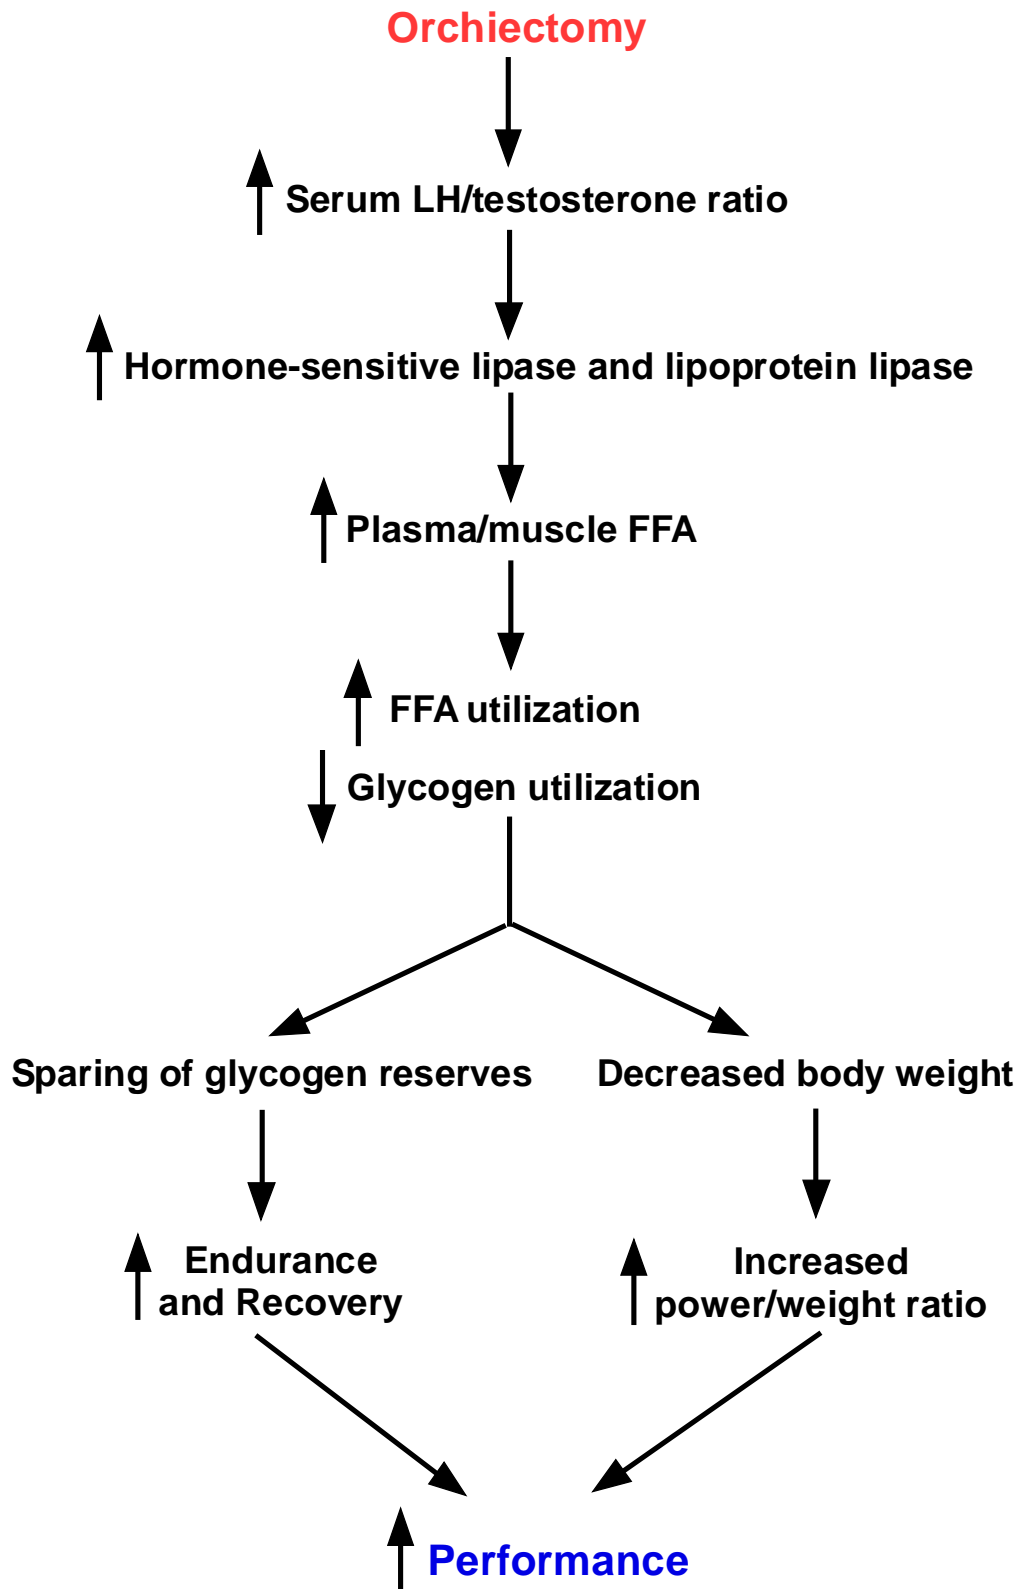 Orchiectomy
Serum LH/testosterone ratio
Hormone-sensitive lipase and lipoprotein lipase
Plasma/muscle FFA
FFA utilization
Glycogen utilization
Sparing of glycogen reserves
Decreased body weight
Endurance
and Recovery
Increased
power/weight ratio
Performance